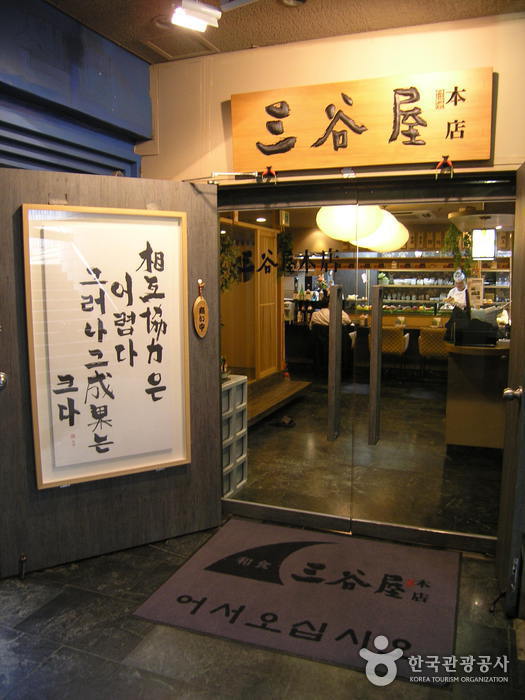 三谷屋 本店
三谷屋本店
相互協力은
어렵다
그러나 그 成果는
크다
和食
三谷屋 本店
어서오십시오
한국관광공사
KOREA TOURISM ORGANIZATION